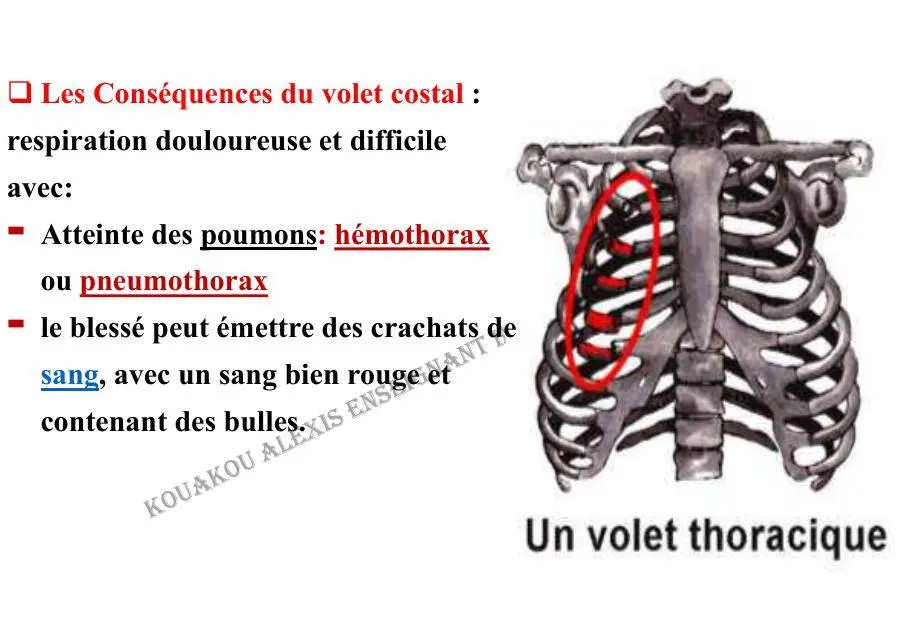 ❑ Les Conséquences du volet costal :
respiration douloureuse et difficile
avec:
- Atteinte des poumons: hémothorax
ou pneumothorax
- le blessé peut émettre des crachats de
sang, avec un sang bien rouge et
contenant des bulles.
KOUAKOU ALEXIS ENSEIGNANT
Un volet thoracique